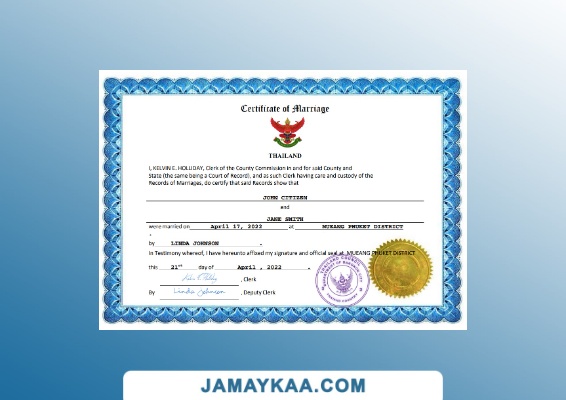 Certificate of Marriage
THAILAND
I, KELVIN E. HOLLIDAY, Clerk of the County Commission in and for said County and
State (the same being a Court of Record), and as such Clerk having care and custody of the
Records of Marriages, do certify that said Records show that
JOHN CITIZEN
and
JANE SMITH
were married on April 17, 2022 at MUEANG PHUKET DISTRICT
,
by LINDA JOHNSON .
In Testimony whereof, I have hereunto affixed my signature and official seal at MUEANG PHUKET DISTRICT
this 21st day of April , 2022 .
, Clerk
By Linda Johnson , Deputy Clerk
JAMAYKAA.COM